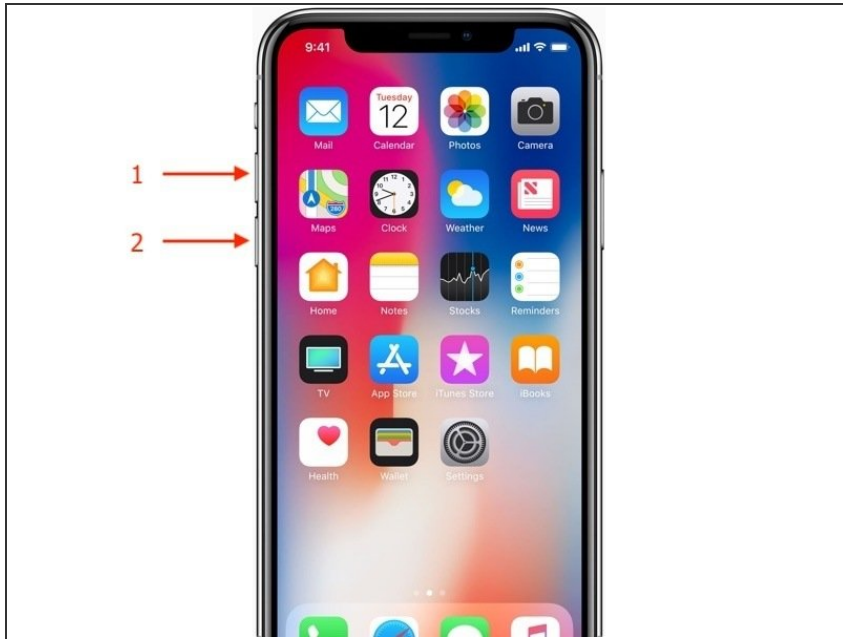 9:41
Tuesday
12
Mail
Calendar
Photos
Camera
1
280
Maps
Clock
Weather
News
2
Home
Notes
Stocks
Reminders
TV
App Store
iTunes Store
iBooks
Health
Wallet
Settings